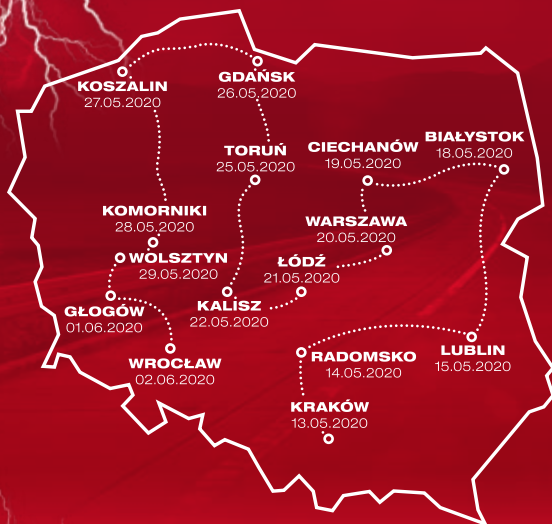 KOSZALIN
27.05.2020
GDAŃSK
26.05.2020
TORUŃ
25.05.2020
CIECHANÓW
19.05.2020
BIAŁYSTOK
18.05.2020
KOMORNIKI
28.05.2020
WARSZAWA
20.05.2020
WOLSZTYN
29.05.2020
ŁÓDŹ
21.05.2020
GŁOGÓW
01.06.2020
KALISZ
22.05.2020
WROCŁAW
02.06.2020
RADOMSKO
14.05.2020
LUBLIN
15.05.2020
KRAKÓW
13.05.2020